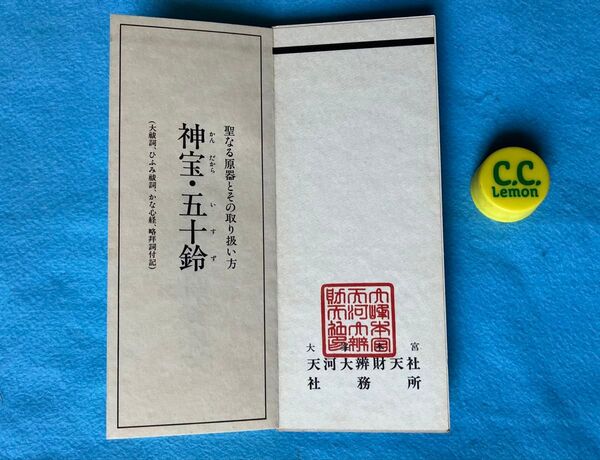 聖なる原器とその取り扱い方
かん だから い す ず
神宝・五十鈴
(大祓詞、ひふみ祓詞、かな心経、略拝詞付記)
大峯本宮
天河大辨
財天社印
大峯本宮
天河大辨財天社
社務所
C.C.
Lemon